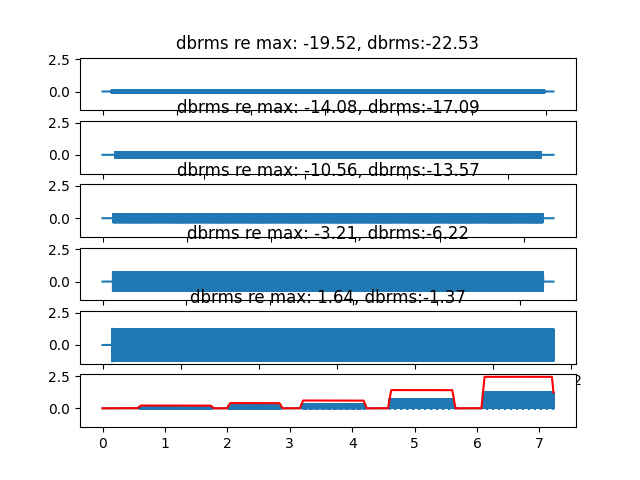 dbrms re max: -19.52, dbrms:-22.53
2.5
0.0
dbrms re max: -14.08, dbrms:-17.09
2.5
0.0
dbrms re max: -10.56, dbrms:-13.57
2.5
0.0
dbrms re max: -3.21, dbrms:-6.22
2.5
0.0
dbrms re max: 1.64, dbrms:-1.37
2.5
0.0
2
2.5
0.0
0 1 2 3 4 5 6 7